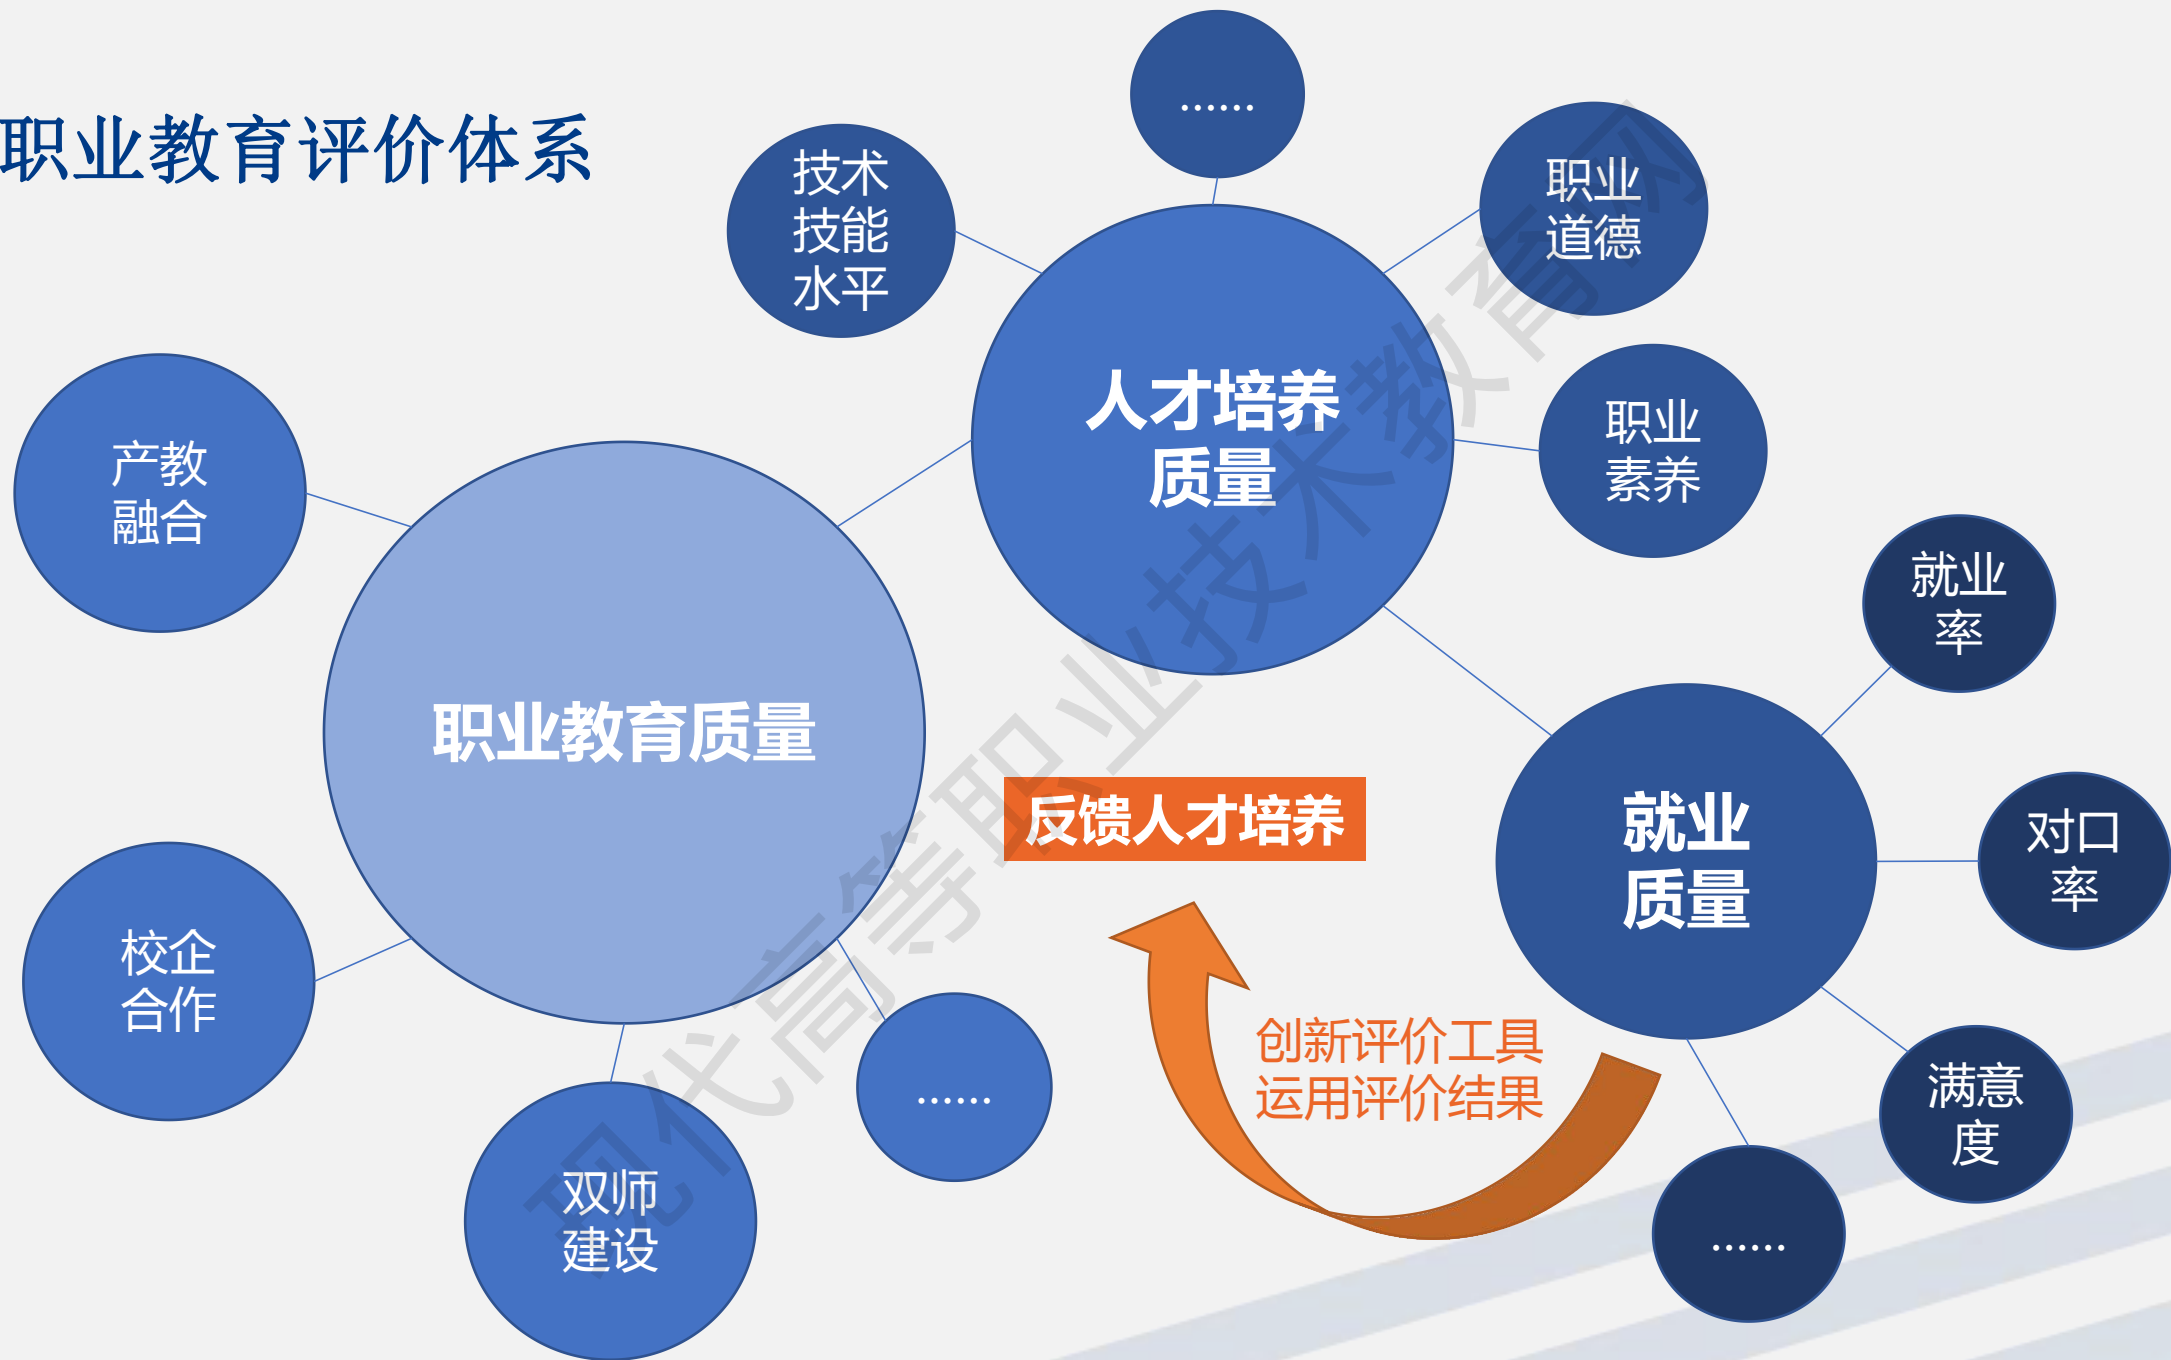 职业教育评价体系
……
技术
技能
水平
职业
道德
人才培养
质量
职业
素养
产教
融合
职业教育质量
就业
率
就业
质量
对口
率
反馈人才培养
校企
合作
创新评价工具
运用评价结果
满意
度
……
双师
建设
……
现代高等职业技术教育网